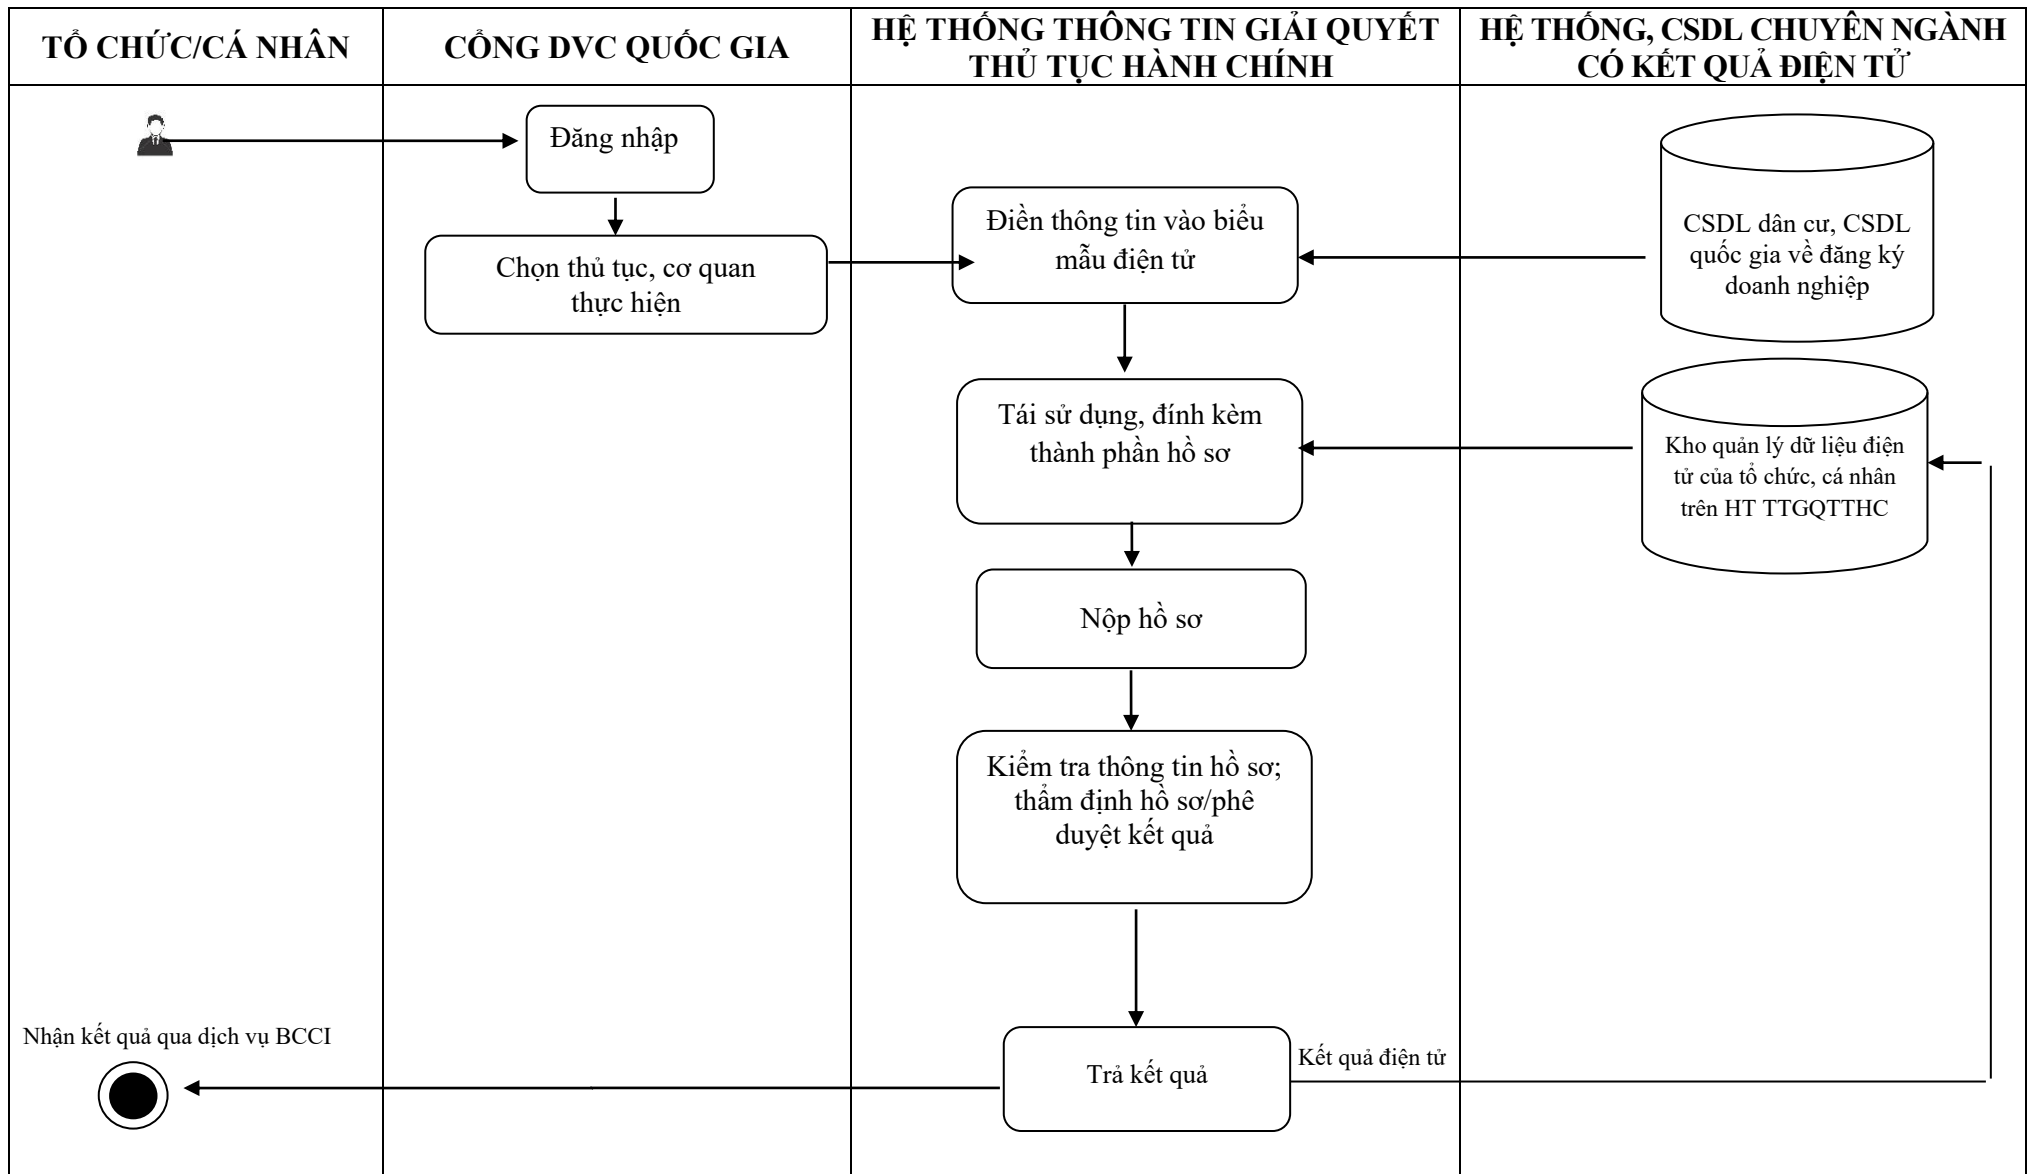 TỔ CHỨC/CÁ NHÂN
CỔNG DVC QUỐC GIA
HỆ THỐNG THÔNG TIN GIẢI QUYẾT
THỦ TỤC HÀNH CHÍNH
HỆ THỐNG, CSDL CHUYÊN NGÀNH
CÓ KẾT QUẢ ĐIỆN TỬ
Đăng nhập
Chọn thủ tục, cơ quan
thực hiện
Điền thông tin vào biểu
mẫu điện tử
CSDL dân cư, CSDL
quốc gia về đăng ký
doanh nghiệp
Tái sử dụng, đính kèm
thành phần hồ sơ
Kho quản lý dữ liệu điện
tử của tổ chức, cá nhân
trên HT TTGQTTHC
Nộp hồ sơ
Kiểm tra thông tin hồ sơ;
thẩm định hồ sơ/phê
duyệt kết quả
Nhận kết quả qua dịch vụ BCCI
Trả kết quả
Kết quả điện tử